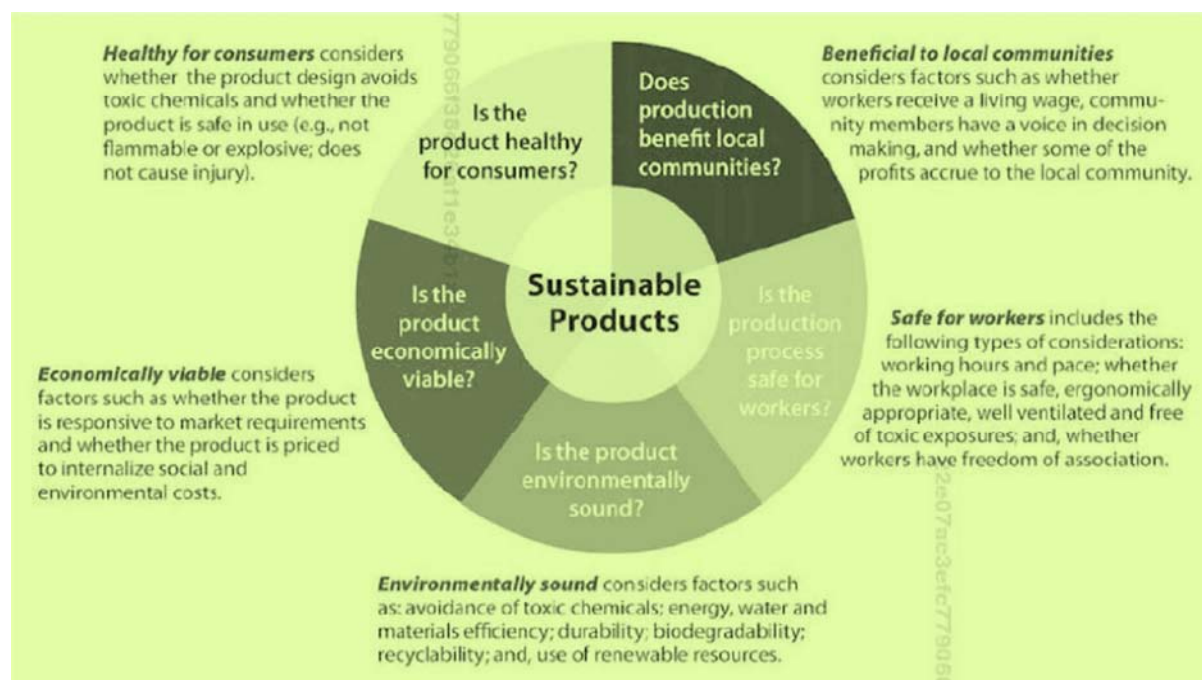 Healthy for consumers considers
whether the product design avoids
toxic chemicals and whether the
product is safe in use (e.g., not
flammable or explosive; does
not cause injury).
Is the
product healthy
for consumers?
Does
production
benefit local
communities?
Beneficial to local communities
considers factors such as whether
workers receive a living wage, commu-
nity members have a voice in decision
making, and whether some of the
profits accrue to the local community.
Sustainable
Products
Is the
product
economically
viable?
Is the
production
process
safe for
workers?
Is the product
environmentally
sound?
Economically viable considers
factors such as whether the product
is responsive to market requirements
and whether the product is priced
to internalize social and
environmental costs.
Safe for workers includes the
following types of considerations:
working hours and pace; whether
the workplace is safe, ergonomically
appropriate, well ventilated and free
of toxic exposures; and, whether
workers have freedom of association.
Environmentally sound considers factors such
as: avoidance of toxic chemicals; energy, water and
materials efficiency; durability; biodegradability;
recyclability; and, use of renewable resources.